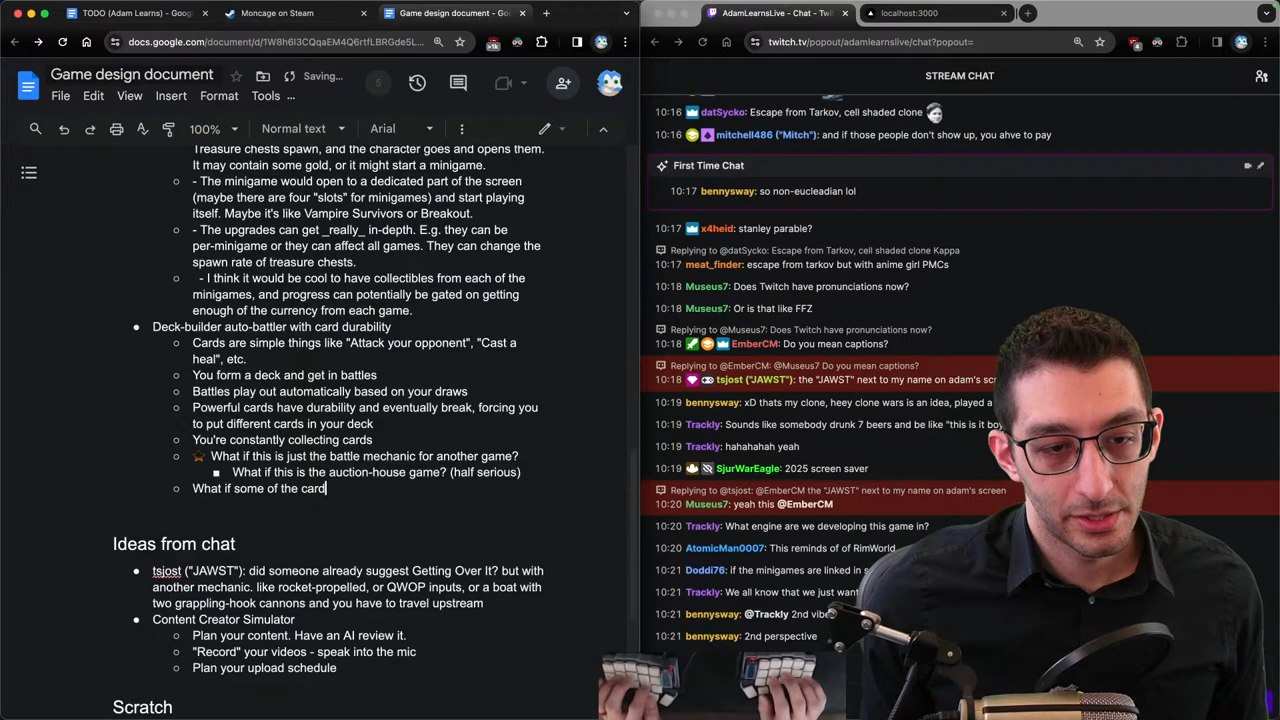 TODO (Adam Learns) - Goog
Moncage on Steam
Game design document - Goo
AdamLearnsLive - Chat - Twi
localhost:3000
docs.google.com/document/d/1W8h6I3CQqaEM4Q6rtfLBRGde5L...
twitch.tv/popout/adamlearnslive/chat?popout=
Game design document
Saving...
5
File Edit View Insert Format Tools ...
100% Normal text Arial
Treasure chests spawn, and the character goes and opens them.
It may contain some gold, or it might start a minigame.
- The minigame would open to a dedicated part of the screen
(maybe there are four "slots" for minigames) and start playing
itself. Maybe it's like Vampire Survivors or Breakout.
- The upgrades can get _really_ in-depth. E.g. they can be
per-minigame or they can affect all games. They can change the
spawn rate of treasure chests.
- I think it would be cool to have collectibles from each of the
minigames, and progress can potentially be gated on getting
enough of the currency from each game.
Deck-builder auto-battler with card durability
Cards are simple things like "Attack your opponent", "Cast a
heal", etc.
You form a deck and get in battles
Battles play out automatically based on your draws
Powerful cards have durability and eventually break, forcing you
to put different cards in your deck
You're constantly collecting cards
What if this is just the battle mechanic for another game?
What if this is the auction-house game? (half serious)
What if some of the card
Ideas from chat
tsjost ("JAWST"): did someone already suggest Getting Over It? but with
another mechanic. like rocket-propelled, or QWOP inputs, or a boat with
two grappling-hook cannons and you have to travel upstream
Content Creator Simulator
Plan your content. Have an AI review it.
"Record" your videos - speak into the mic
Plan your upload schedule
Scratch
STREAM CHAT
10:16 datSycko: Escape from Tarkov, cell shaded clone
10:16 mitchell486 ("Mitch"): and if those people don't show up, you ahve to pay
First Time Chat
10:17 bennysway: so non-eucleadian lol
10:17 x4heid: stanley parable?
Replying to @datSycko: Escape from Tarkov, cell shaded clone Kappa
10:17 meat_finder: escape from tarkov but with anime girl PMCs
10:18 Museus7: Does Twitch have pronunciations now?
10:18 Museus7: Or is that like FFZ
Replying to @Museus7: Does Twitch have pronunciations now?
10:18 EmberCM: Do you mean captions?
Replying to @EmberCM: @Museus7 Do you mean captions?
10:18 tsjost ("JAWST"): the "JAWST" next to my name on adam's scr
10:19 bennysway: xD thats my clone, heey clone wars is an idea, played a
10:19 Trackly: Sounds like somebody drunk 7 beers and be like "this is it boy
10:19 Trackly: hahahahah yeah
10:19 SjurWarEagle: 2025 screen saver
Replying to @tsjost: @EmberCM the "JAWST" next to my name on adam's screen
10:20 Museus7: yeah this @EmberCM
10:20 Trackly: What engine are we developing this game in?
10:20 AtomicMan0007: This reminds of of RimWorld
10:21 Doddi76: if the minigames are linked in s
10:21 Trackly: We all know that we just want
10:21 bennysway: @Trackly 2nd vibe
10:21 bennysway: 2nd perspective